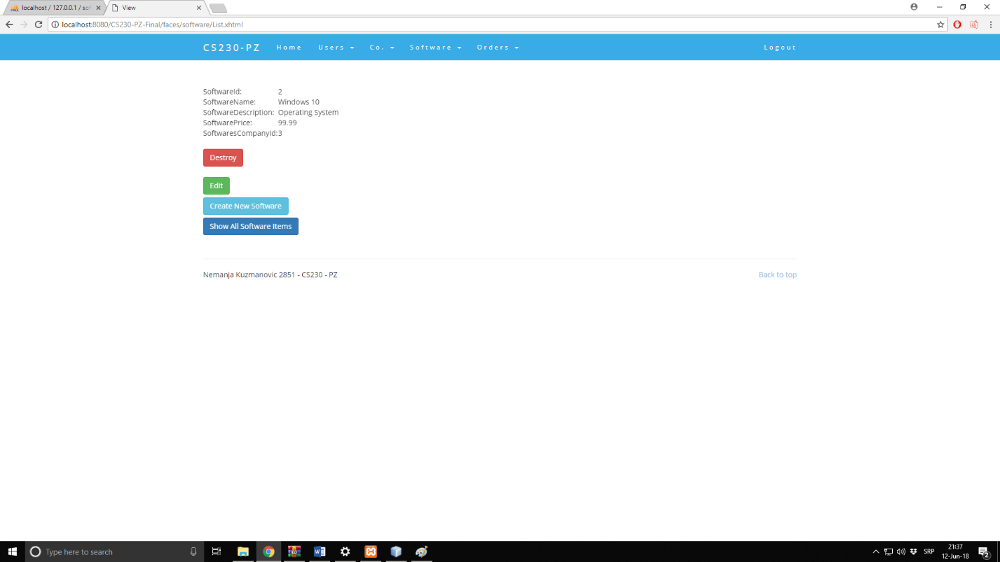 localhost / 127.0.0.1 / sof
View
localhost:8080/CS230-PZ-Final/faces/software/List.xhtml
CS230-PZ Home Users Co. Software Orders Logout
SoftwareId: 2
SoftwareName: Windows 10
SoftwareDescription: Operating System
SoftwarePrice: 99.99
SoftwaresCompanyId: 3
Destroy
Edit
Create New Software
Show All Software Items
Nemanja Kuzmanovic 2851 - CS230 - PZ
Back to top
Type here to search
SRP
21:37
12-Jun-18
2